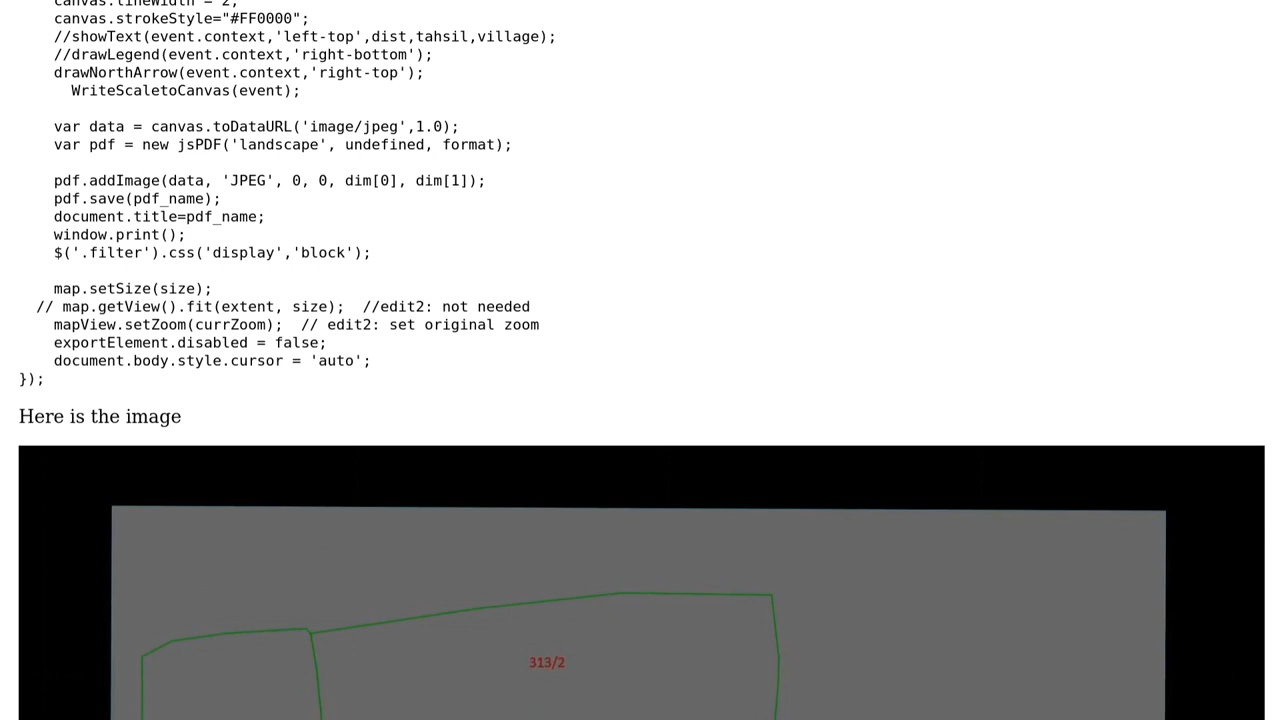 canvas.lineWidth = 2;
canvas.strokeStyle="#FF0000";
//showText(event.context,'left-top',dist,tahsil,village);
//drawLegend(event.context,'right-bottom');
drawNorthArrow(event.context,'right-top');
WriteScaletoCanvas(event);
var data = canvas.toDataURL('image/jpeg',1.0);
var pdf = new jsPDF('landscape', undefined, format);
pdf.addImage(data, 'JPEG', 0, 0, dim[0], dim[1]);
pdf.save(pdf_name);
document.title=pdf_name;
window.print();
$('.filter').css('display','block');
map.setSize(size);
// map.getView().fit(extent, size);  //edit2: not needed
mapView.setZoom(currZoom);  // edit2: set original zoom
exportElement.disabled = false;
document.body.style.cursor = 'auto';
});
Here is the image
313/2